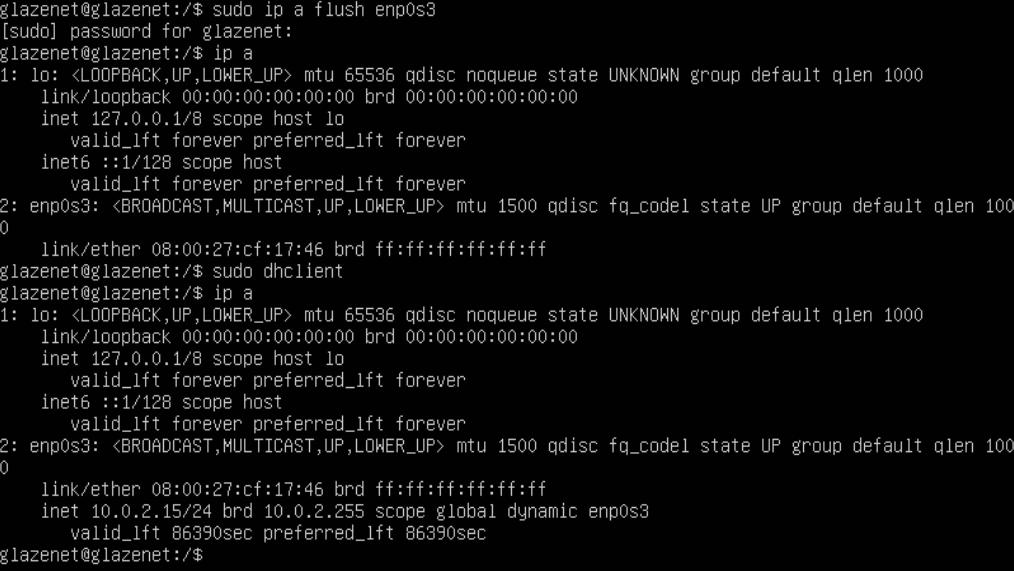 glazenet@glazenet:/$ sudo ip a flush enp0s3
[sudo] password for glazenet:
glazenet@glazenet:/$ ip a
1: lo: <LOOPBACK,UP,LOWER_UP> mtu 65536 qdisc noqueue state UNKNOWN group default qlen 1000
    link/loopback 00:00:00:00:00:00 brd 00:00:00:00:00:00
    inet 127.0.0.1/8 scope host lo
       valid_lft forever preferred_lft forever
    inet6 ::1/128 scope host
       valid_lft forever preferred_lft forever
2: enp0s3: <BROADCAST,MULTICAST,UP,LOWER_UP> mtu 1500 qdisc fq_codel state UP group default qlen 100
0
    link/ether 08:00:27:cf:17:46 brd ff:ff:ff:ff:ff:ff
glazenet@glazenet:/$ sudo dhclient
glazenet@glazenet:/$ ip a
1: lo: <LOOPBACK,UP,LOWER_UP> mtu 65536 qdisc noqueue state UNKNOWN group default qlen 1000
    link/loopback 00:00:00:00:00:00 brd 00:00:00:00:00:00
    inet 127.0.0.1/8 scope host lo
       valid_lft forever preferred_lft forever
    inet6 ::1/128 scope host
       valid_lft forever preferred_lft forever
2: enp0s3: <BROADCAST,MULTICAST,UP,LOWER_UP> mtu 1500 qdisc fq_codel state UP group default qlen 100
0
    link/ether 08:00:27:cf:17:46 brd ff:ff:ff:ff:ff:ff
    inet 10.0.2.15/24 brd 10.0.2.255 scope global dynamic enp0s3
       valid_lft 86390sec preferred_lft 86390sec
glazenet@glazenet:/$